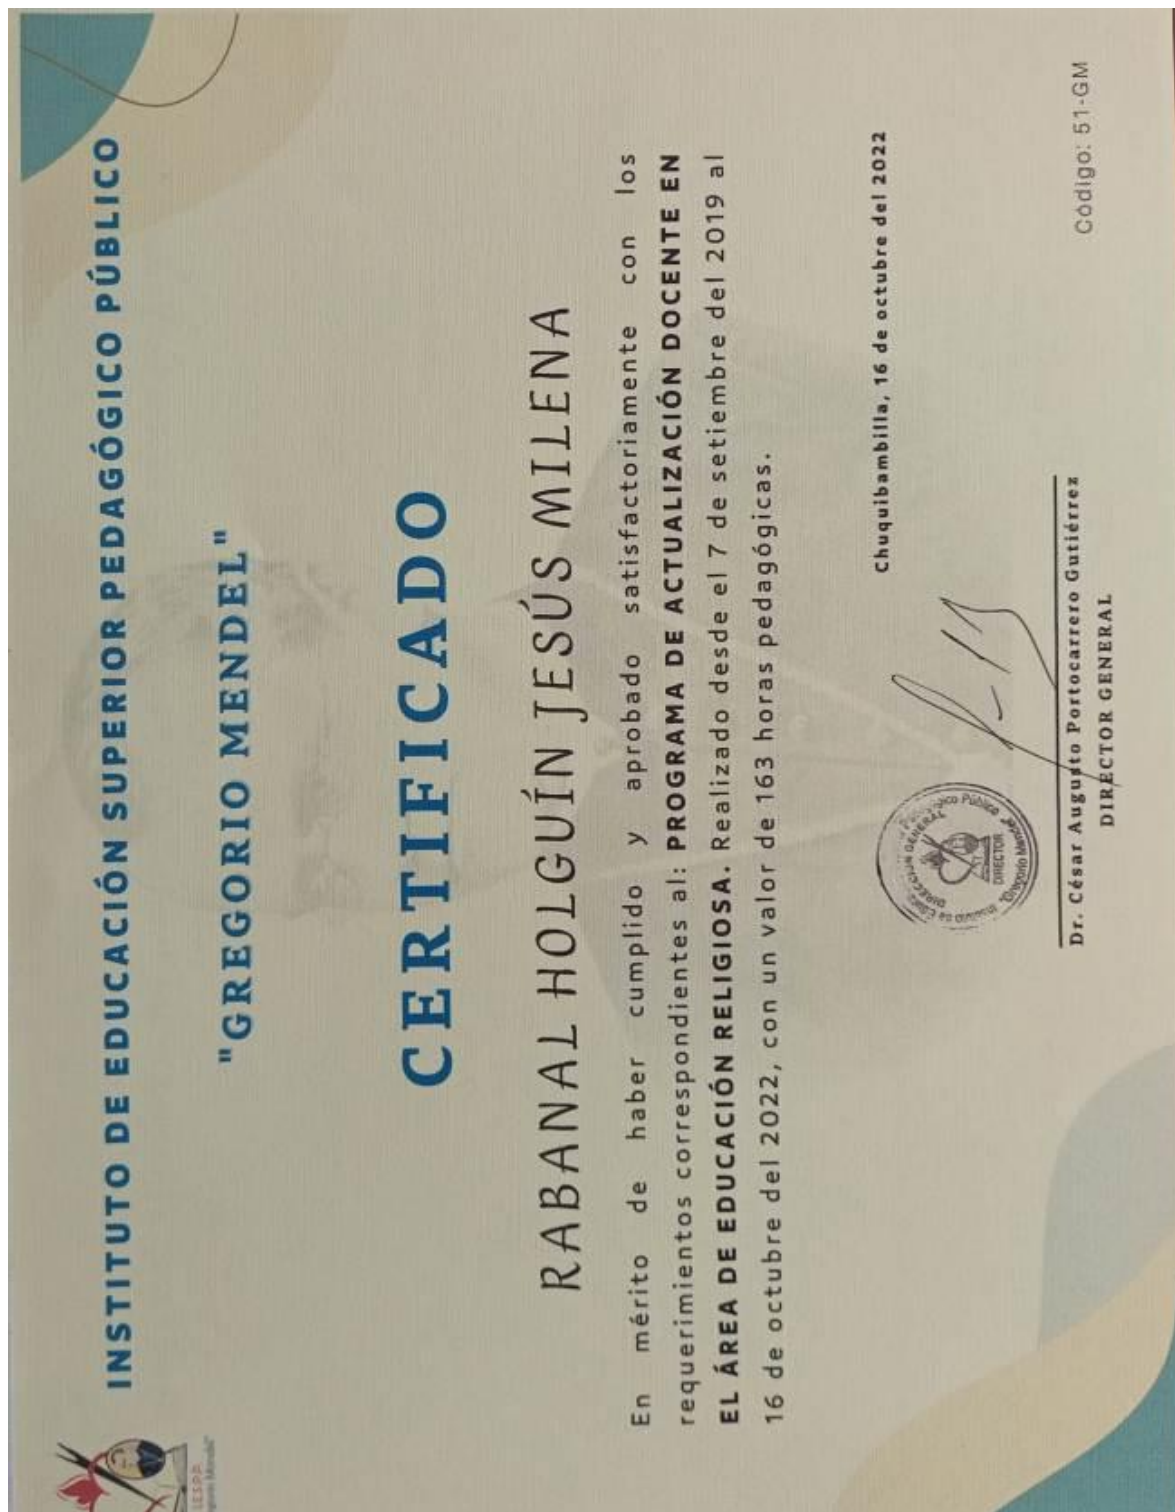 INSTITUTO DE EDUCACIÓN SUPERIOR PEDAGÓGICO PÚBLICO
"GREGORIO MENDEL"
CERTIFICADO
RABANAL HOLGUÍN JESÚS MILENA
En mérito de haber cumplido y aprobado satisfactoriamente con los
requerimientos correspondientes al: PROGRAMA DE ACTUALIZACIÓN DOCENTE EN
EL ÁREA DE EDUCACIÓN RELIGIOSA. Realizado desde el 7 de setiembre del 2019 al
16 de octubre del 2022, con un valor de 163 horas pedagógicas.
Chuquibambilla, 16 de octubre del 2022
DIRECCIÓN GENERAL
DIRECTOR
Dr. César Augusto Portocarrero Gutiérrez
DIRECTOR GENERAL
Código: 51-GM